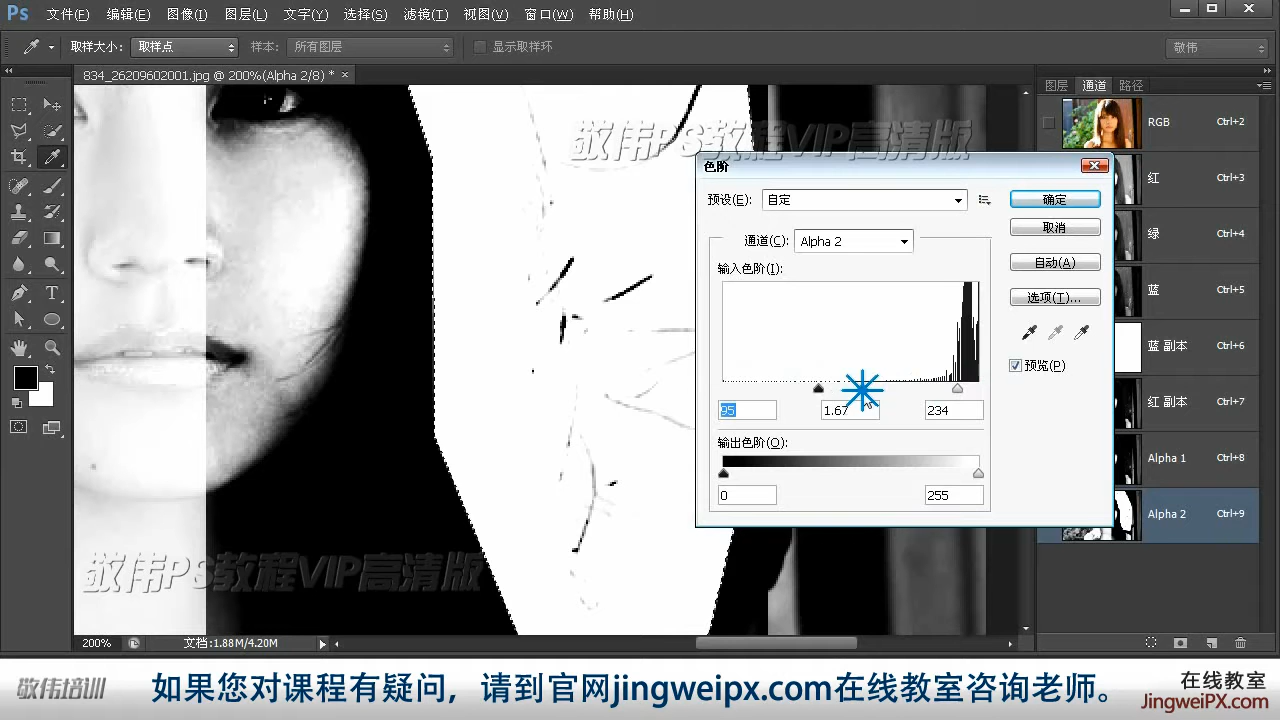 Ps 文件(F) 编辑(E) 图像(I) 图层(L) 文字(Y) 选择(S) 滤镜(T) 视图(V) 窗口(W) 帮助(H)
取样大小: 取样点 样本: 所有图层 显示取样环 敬伟
834_26209602001.jpg @ 200%(Alpha 2/8) * ×
图层 通道 路径
RGB Ctrl+2
敬伟PS教程VIP高清版
色阶
红 Ctrl+3
预设(E): 自定 确定
取消
绿 Ctrl+4
通道(C): Alpha 2
自动(A)
输入色阶(I):
蓝 Ctrl+5
选项(T)...
蓝 副本 Ctrl+6
预览(P)
红 副本 Ctrl+7
95 1.67 234
输出色阶(O):
Alpha 1 Ctrl+8
0 255
Alpha 2 Ctrl+9
敬伟PS教程VIP高清版
200% 文档:1.88M/4.20M
敬伟培训 如果您对课程有疑问，请到官网jingweipx.com在线教室咨询老师。
在线教室
JingweiPX.com